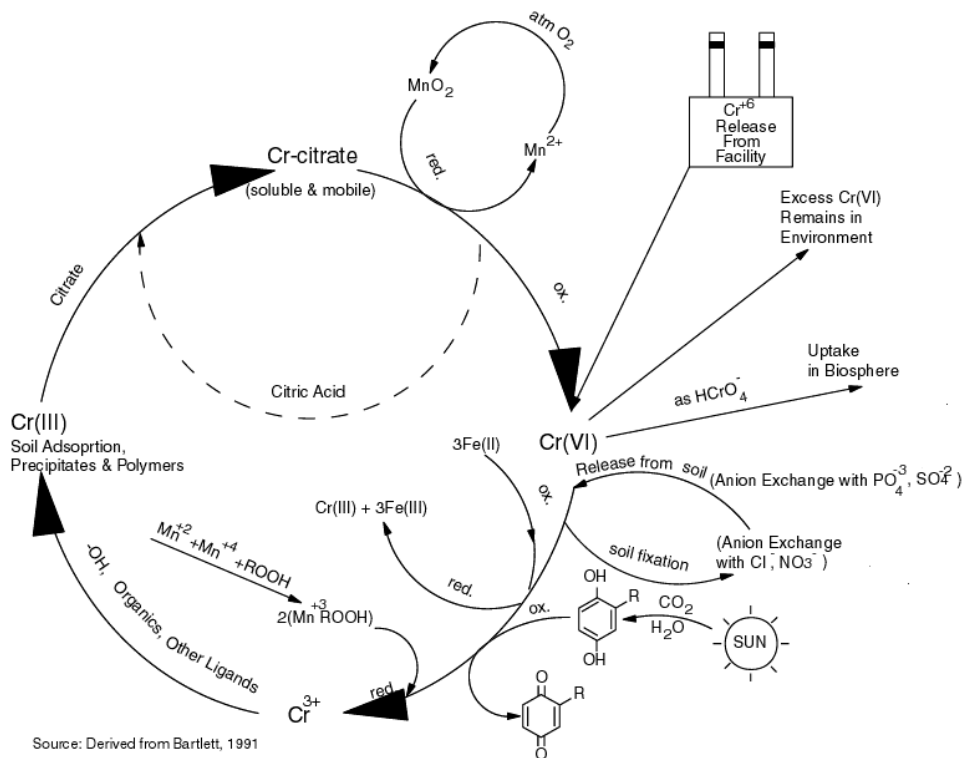 atm O2
MnO2
Mn2+
red.
Cr+6
Release
From
Facility
Cr-citrate
(soluble & mobile)
Excess Cr(VI)
Remains in
Environment
Citrate
ox.
Citric Acid
Uptake
in Biosphere
as HCrO4-
Cr(III)
Soil Adsoprtion,
Precipitates & Polymers
Cr(VI)
3Fe(II)
ox.
Release from soil (Anion Exchange with PO4-3, SO4-2)
Cr(III) + 3Fe(III)
(Anion Exchange
with Cl-, NO3-)
soil fixation
Mn+2+Mn+4
+ROOH
red.
-OH, Organics, Other Ligands
2(Mn+3 ROOH)
ox.
OH
R
OH
CO2
H2O
SUN
red.
Cr3+
O
R
O
Source: Derived from Bartlett, 1991